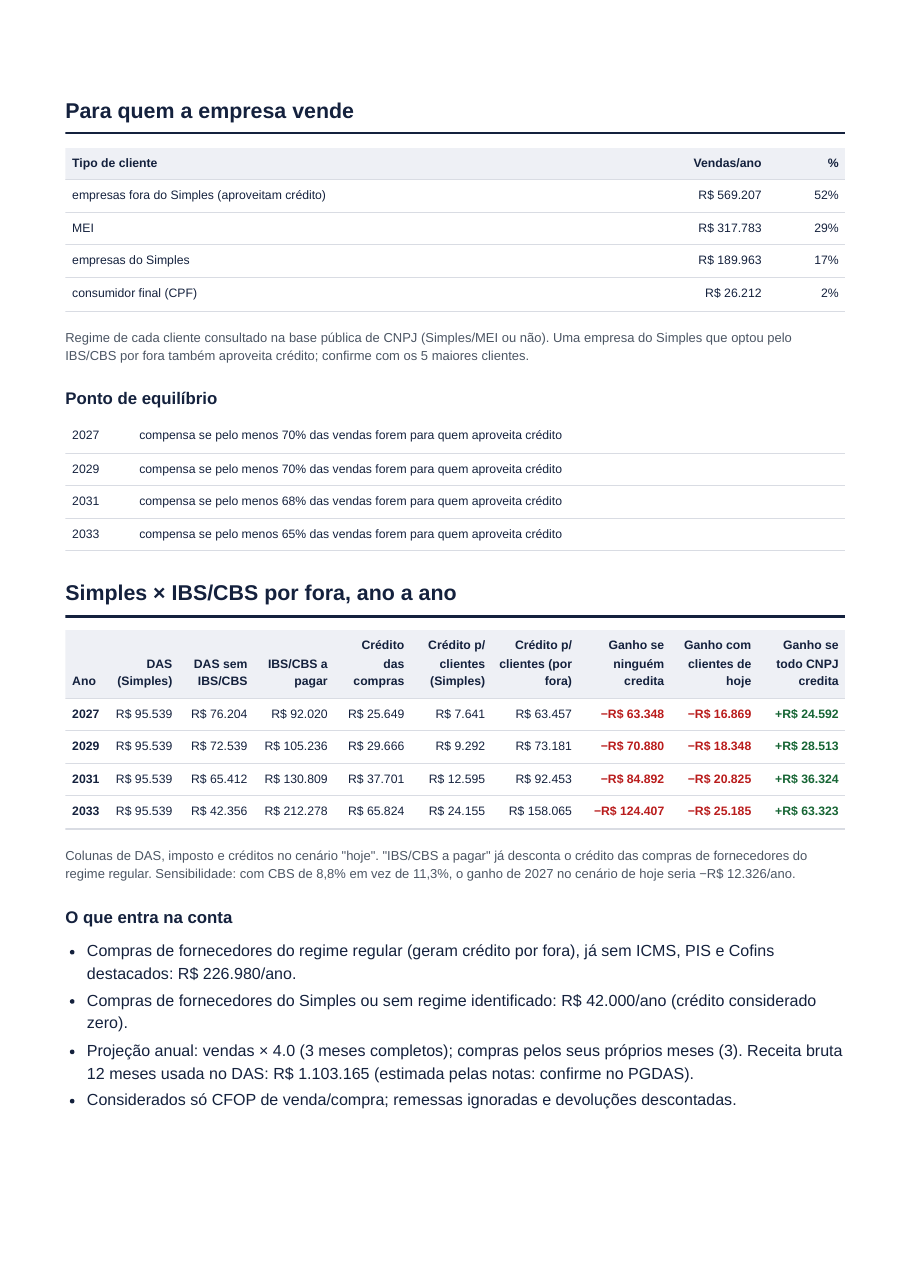 Para quem a empresa vende
Tipo de cliente Vendas/ano %
empresas fora do Simples (aproveitam crédito) R$ 569.207 52%
MEI R$ 317.783 29%
empresas do Simples R$ 189.963 17%
consumidor final (CPF) R$ 26.212 2%
Regime de cada cliente consultado na base pública de CNPJ (Simples/MEI ou não). Uma empresa do Simples que optou pelo
IBS/CBS por fora também aproveita crédito; confirme com os 5 maiores clientes.
Ponto de equilíbrio
2027 compensa se pelo menos 70% das vendas forem para quem aproveita crédito
2029 compensa se pelo menos 70% das vendas forem para quem aproveita crédito
2031 compensa se pelo menos 68% das vendas forem para quem aproveita crédito
2033 compensa se pelo menos 65% das vendas forem para quem aproveita crédito
Simples × IBS/CBS por fora, ano a ano
Crédito Crédito p/ Crédito p/ Ganho se Ganho com Ganho se
DAS DAS sem IBS/CBS a das clientes clientes (por ninguém clientes de todo CNPJ
Ano (Simples) IBS/CBS pagar compras (Simples) fora) credita hoje credita
2027 R$ 95.539 R$ 76.204 R$ 92.020 R$ 25.649 R$ 7.641 R$ 63.457 −R$ 63.348 −R$ 16.869 +R$ 24.592
2029 R$ 95.539 R$ 72.539 R$ 105.236 R$ 29.666 R$ 9.292 R$ 73.181 −R$ 70.880 −R$ 18.348 +R$ 28.513
2031 R$ 95.539 R$ 65.412 R$ 130.809 R$ 37.701 R$ 12.595 R$ 92.453 −R$ 84.892 −R$ 20.825 +R$ 36.324
2033 R$ 95.539 R$ 42.356 R$ 212.278 R$ 65.824 R$ 24.155 R$ 158.065 −R$ 124.407 −R$ 25.185 +R$ 63.323
Colunas de DAS, imposto e créditos no cenário "hoje". "IBS/CBS a pagar" já desconta o crédito das compras de fornecedores do
regime regular. Sensibilidade: com CBS de 8,8% em vez de 11,3%, o ganho de 2027 no cenário de hoje seria −R$ 12.326/ano.
O que entra na conta
• Compras de fornecedores do regime regular (geram crédito por fora), já sem ICMS, PIS e Cofins
destacados: R$ 226.980/ano.
• Compras de fornecedores do Simples ou sem regime identificado: R$ 42.000/ano (crédito considerado
zero).
• Projeção anual: vendas × 4.0 (3 meses completos); compras pelos seus próprios meses (3). Receita bruta
12 meses usada no DAS: R$ 1.103.165 (estimada pelas notas: confirme no PGDAS).
• Considerados só CFOP de venda/compra; remessas ignoradas e devoluções descontadas.